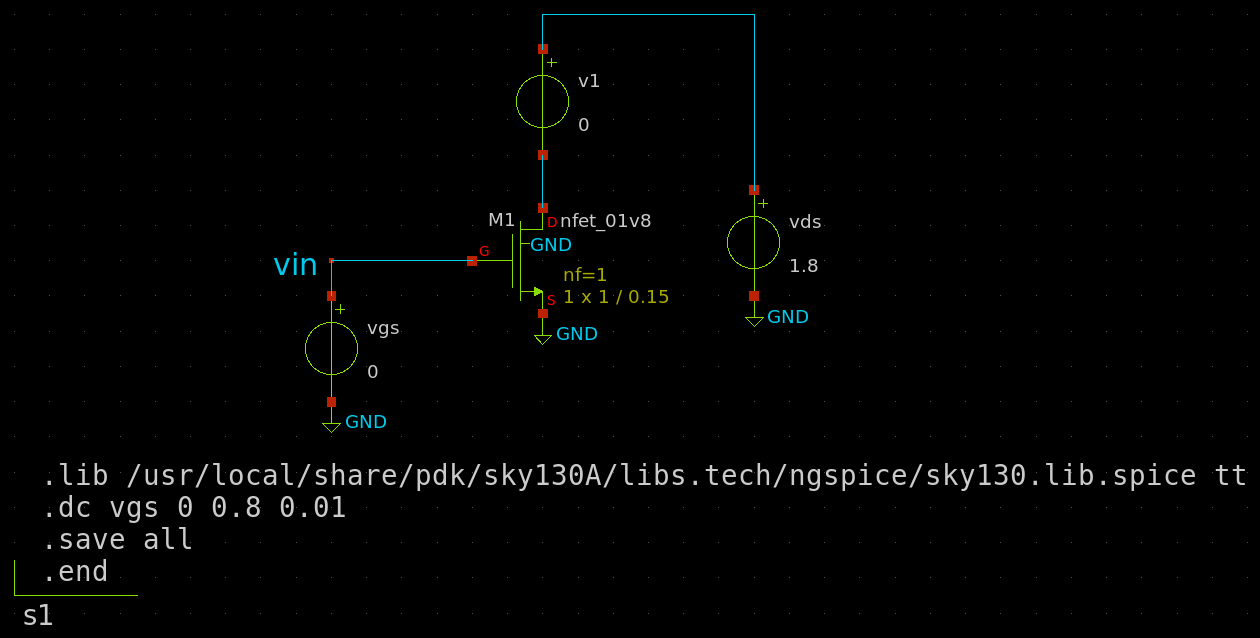 +
v1
0
+
vds
1.8
GND
M1
D
nfet_01v8
GND
G
nf=1
1 x 1 / 0.15
S
GND
vin
+
vgs
0
GND
.lib /usr/local/share/pdk/sky130A/libs.tech/ngspice/sky130.lib.spice tt
.dc vgs 0 0.8 0.01
.save all
.end
s1